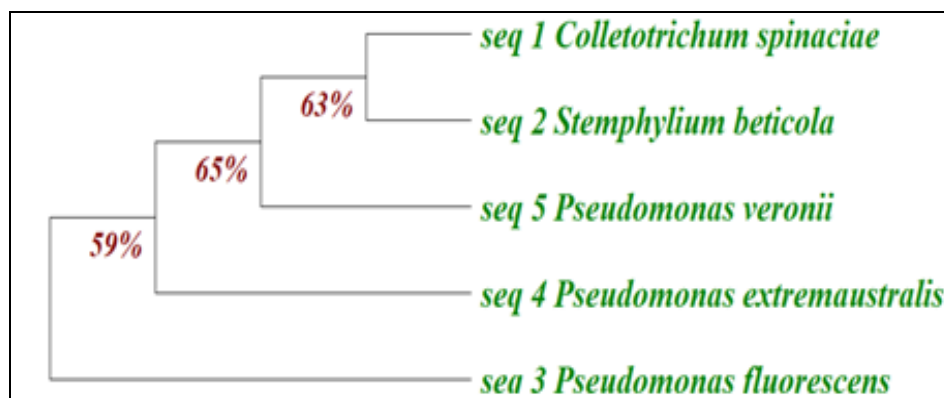 seq 1 Colletotrichum spinaciae
63%
seq 2 Stemphylium beticola
65%
seq 5 Pseudomonas veronii
59%
seq 4 Pseudomonas extremaustralis
seq 3 Pseudomonas fluorescens